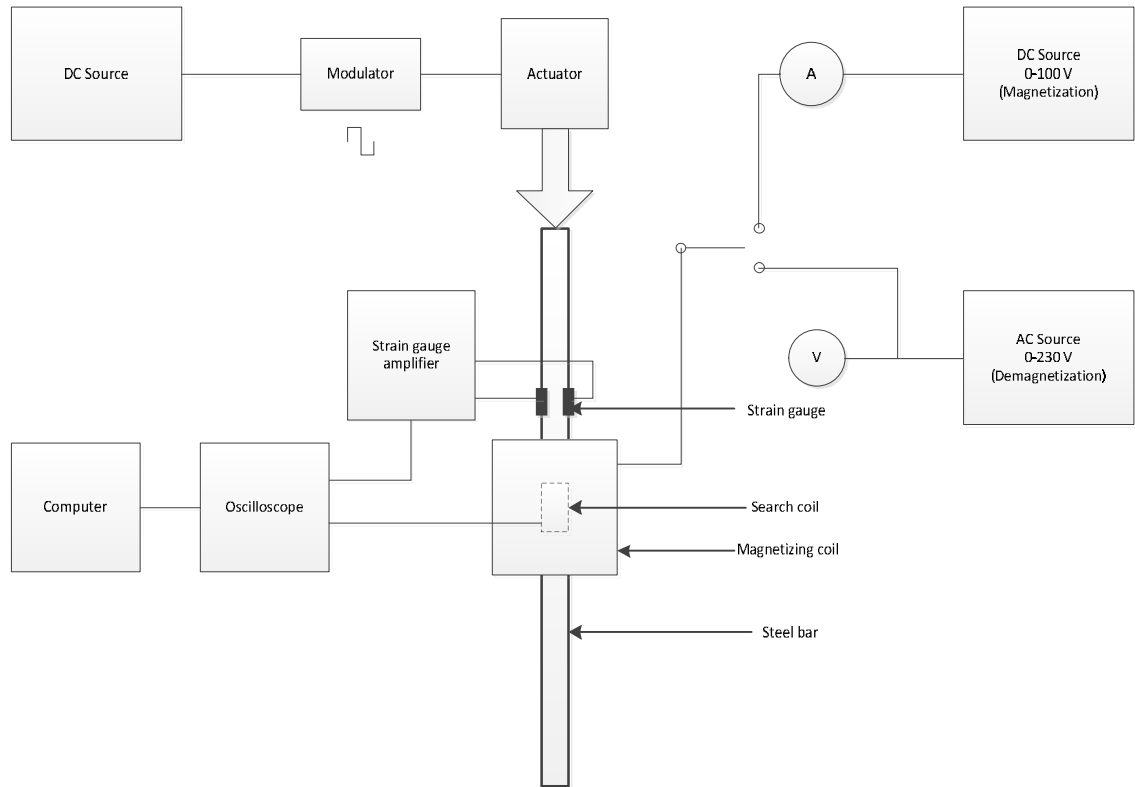 DC Source
Modulator
Actuator
A
DC Source
0-100 V
(Magnetization)
Strain gauge
amplifier
V
AC Source
0-230 V
(Demagnetization)
Strain gauge
Computer
Oscilloscope
Search coil
Magnetizing coil
Steel bar